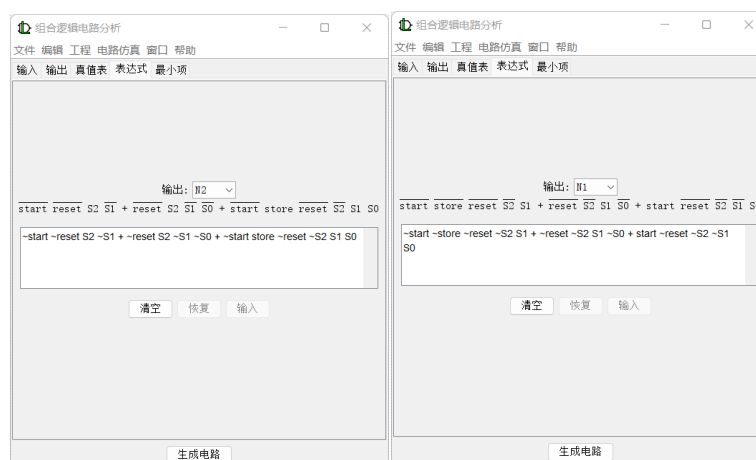 组合逻辑电路分析
文件 编辑 工程 电路仿真 窗口 帮助
输入 输出 真值表 表达式 最小项
输出: N2
start reset S2 S1 + reset S2 S1 S0 + start store reset S2 S1 S0
~start ~reset S2 ~S1 + ~reset S2 ~S1 ~S0 + ~start store ~reset ~S2 S1 S0
清空 恢复 输入
生成电路
组合逻辑电路分析
文件 编辑 工程 电路仿真 窗口 帮助
输入 输出 真值表 表达式 最小项
输出: N1
start store reset S2 S1 + reset S2 S1 S0 + start reset S2 S1 S
~start ~store ~reset ~S2 S1 + ~reset ~S2 S1 ~S0 + start ~reset ~S2 ~S1
S0
清空 恢复 输入
生成电路